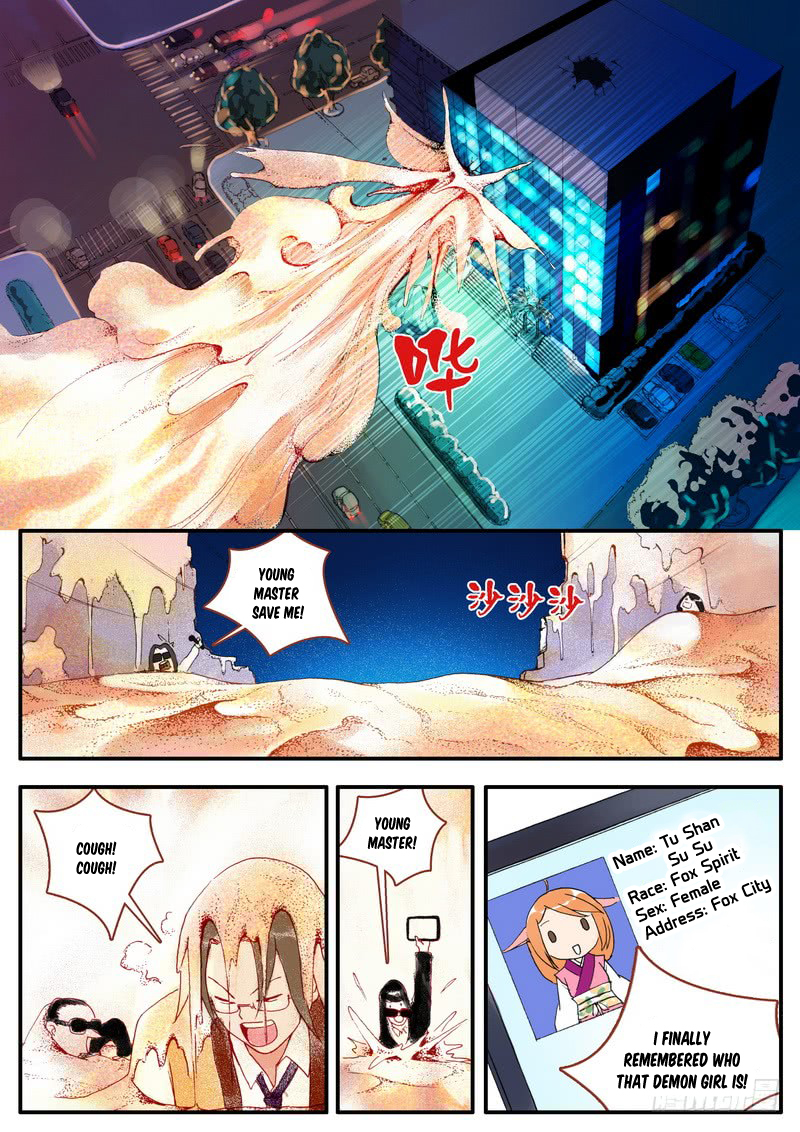 哗
YOUNG
MASTER
SAVE ME!
沙沙沙
COUGH!
COUGH!
YOUNG
MASTER!
Name: Tu Shan
Su Su
Race: Fox Spirit
Sex: Female
Address: Fox City
I FINALLY
REMEMBERED WHO
THAT DEMON GIRL IS!